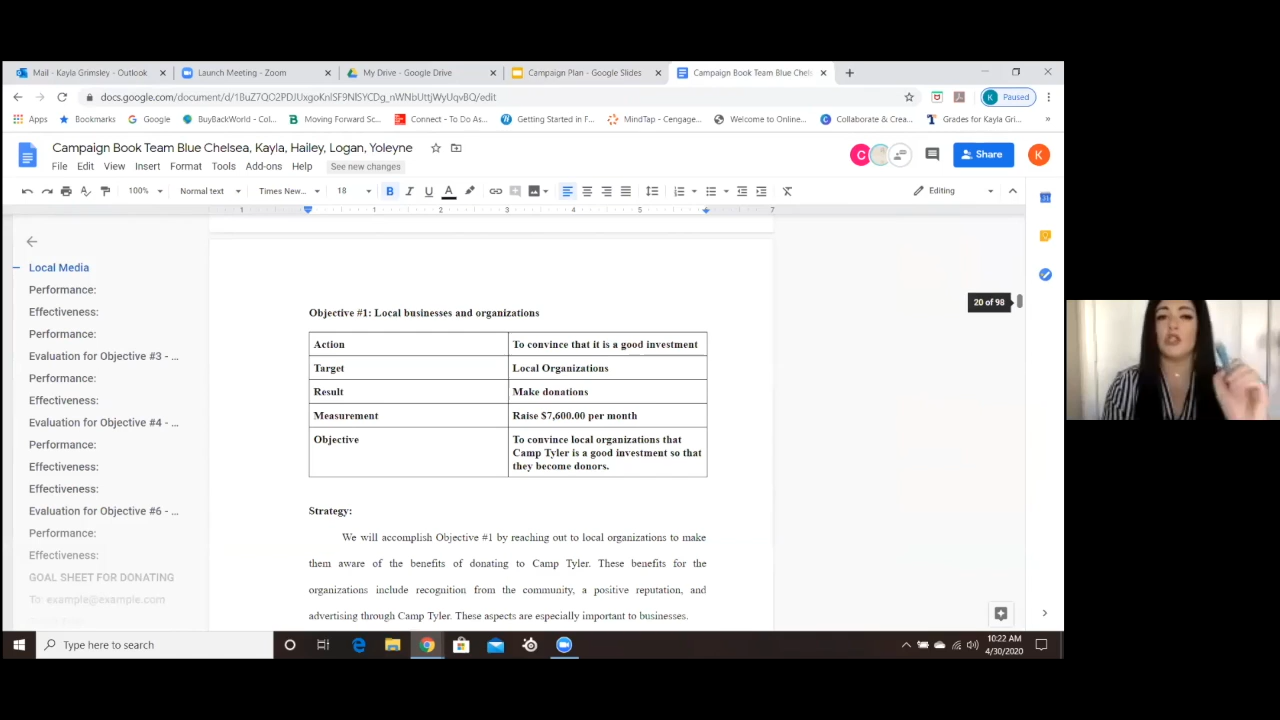 Mail - Kayla Grimsley - Outlook
Launch Meeting - Zoom
My Drive - Google Drive
Campaign Plan - Google Slides
Campaign Book Team Blue Chels
docs.google.com/document/d/
Paused
Apps
Bookmarks
Google
BuyBackWorld - Col...
Moving Forward Sc...
Connect - To Do As...
Getting Started in F...
MindTap - Cengage...
Welcome to Online...
Collaborate & Crea...
Grades for Kayla Gri...
Campaign Book Team Blue Chelsea, Kayla, Hailey, Logan, Yoleyne
File Edit View Insert Format Tools Add-ons Help See new changes
C
Share
K
100% Normal text Times New... 18 B I U A Editing
1 1 2 3 4 5 6 7
Local Media
Performance:
Effectiveness:
Performance:
Evaluation for Objective #3 - ...
Performance:
Effectiveness:
Evaluation for Objective #4 - ...
Performance:
Effectiveness:
Effectiveness:
Evaluation for Objective #6 - ...
Performance:
Effectiveness:
GOAL SHEET FOR DONATING
To: example@example.com
20 of 98
Objective #1: Local businesses and organizations
Action To convince that it is a good investment
Target Local Organizations
Result Make donations
Measurement Raise $7,600.00 per month
Objective To convince local organizations that
Camp Tyler is a good investment so that
they become donors.
Strategy:
We will accomplish Objective #1 by reaching out to local organizations to make
them aware of the benefits of donating to Camp Tyler. These benefits for the
organizations include recognition from the community, a positive reputation, and
advertising through Camp Tyler. These aspects are especially important to businesses.
Type here to search
10:22 AM
4/30/2020